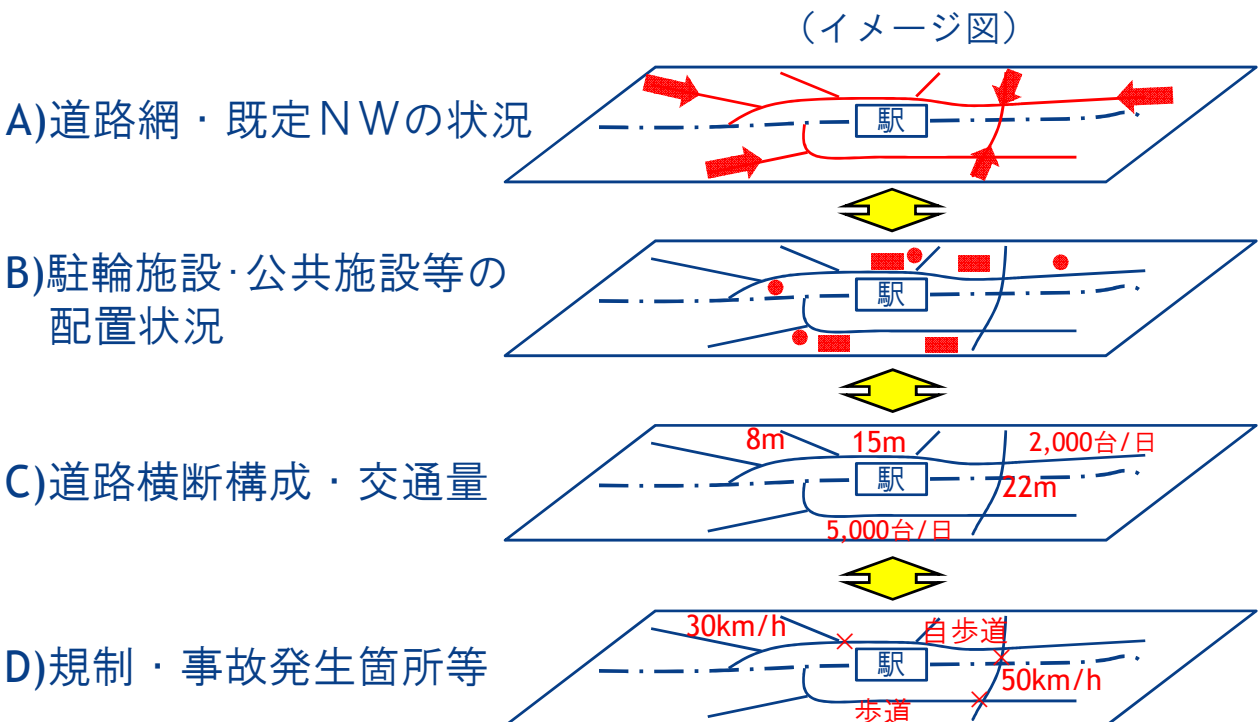 (イメージ図)
A)道路網・既定NWの状況
駅
B)駐輪施設・公共施設等の
配置状況
駅
C)道路横断構成・交通量
8m
15m
2,000台/日
駅
22m
5,000台/日
D)規制・事故発生箇所等
30km/h
自歩道
駅
50km/h
歩道